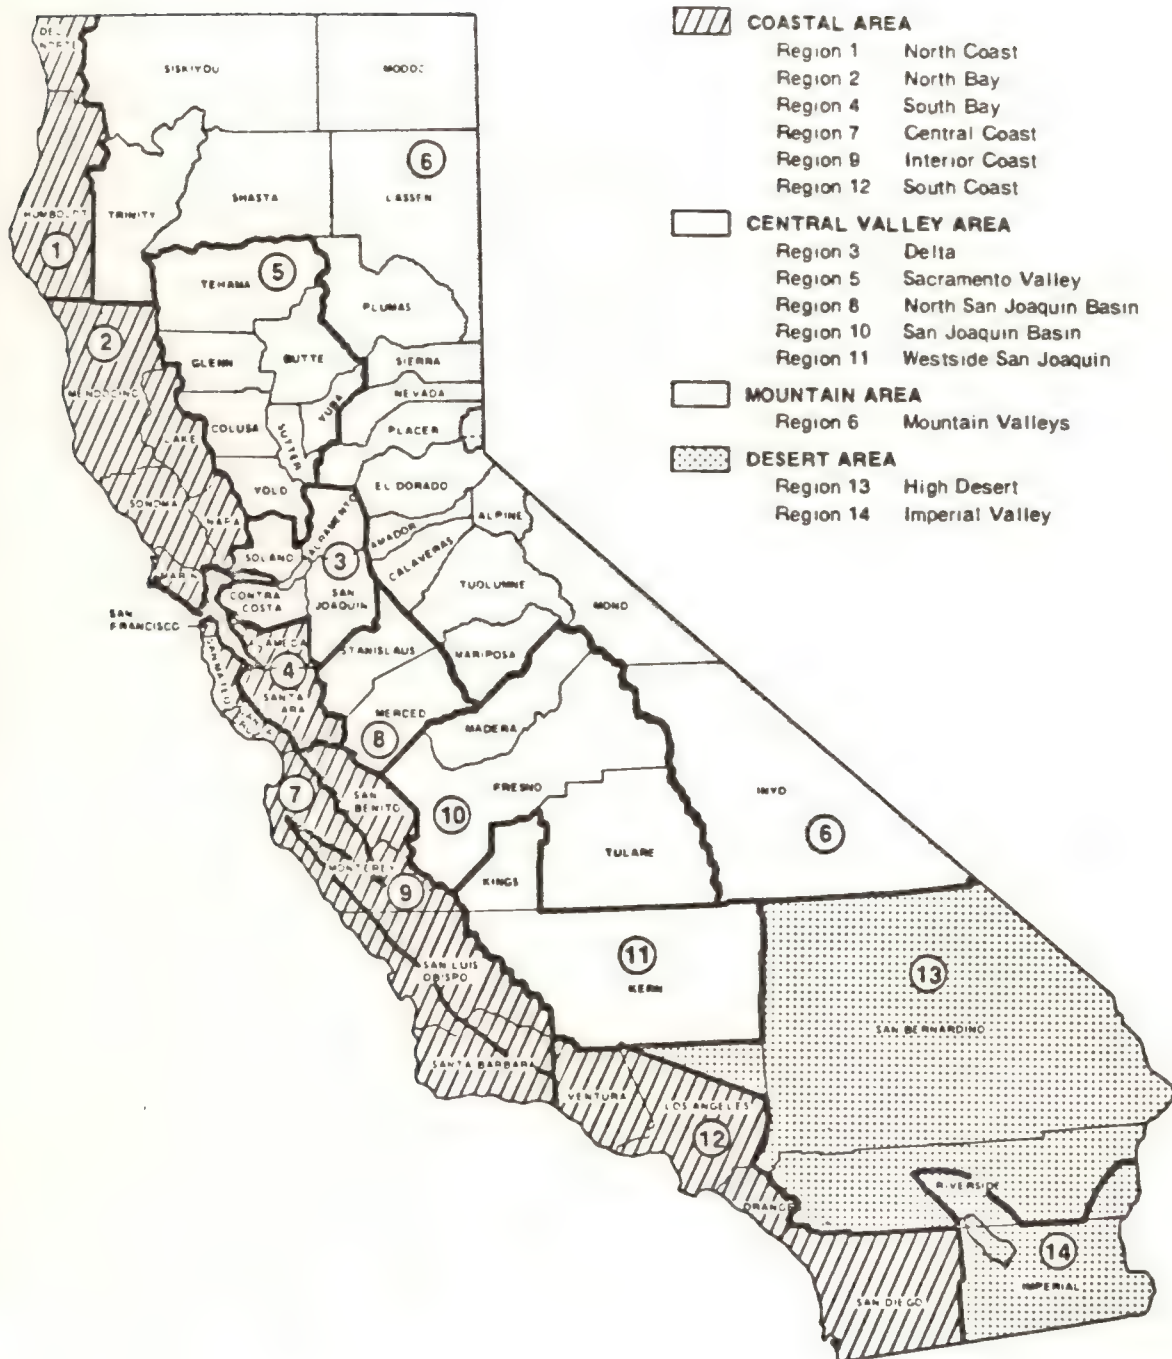 COASTAL AREA
Region 1 North Coast
Region 2 North Bay
Region 4 South Bay
Region 7 Central Coast
Region 9 Interior Coast
Region 12 South Coast
CENTRAL VALLEY AREA
Region 3 Delta
Region 5 Sacramento Valley
Region 8 North San Joaquin Basin
Region 10 San Joaquin Basin
Region 11 Westside San Joaquin
MOUNTAIN AREA
Region 6 Mountain Valleys
DESERT AREA
Region 13 High Desert
Region 14 Imperial Valley
DEL
NORTE
SISKIYOU
MODOC
6
SHASTA
LASSEN
HUMBOLDT
TRINITY
1
5
TEHAMA
PLUMAS
2
GLENN
BUTTE
SIERRA
MENDOCINO
NEVADA
YUBA
COLUSA
SUTTER
PLACER
LAKE
YOLO
EL DORADO
SONOMA
NAPA
SACRAMENTO
ALPINE
AMADOR
SOLANO
3
CALAVERAS
MARIN
TUOLUMNE
CONTRA
COSTA
SAN
JOAQUIN
MONO
SAN
FRANCISCO
ALAMEDA
STANISLAUS
MARIPOSA
SAN MATEO
4
SANTA
CLARA
SANTA
CRUZ
MERCED
MADERA
8
7
SAN
BENITO
FRESNO
INYO
10
6
MONTEREY
TULARE
9
KINGS
11
KERN
SAN LUIS
OBISPO
13
SAN BERNARDINO
SANTA BARBARA
VENTURA
LOS ANGELES
12
RIVERSIDE
ORANGE
14
IMPERIAL
SAN DIEGO